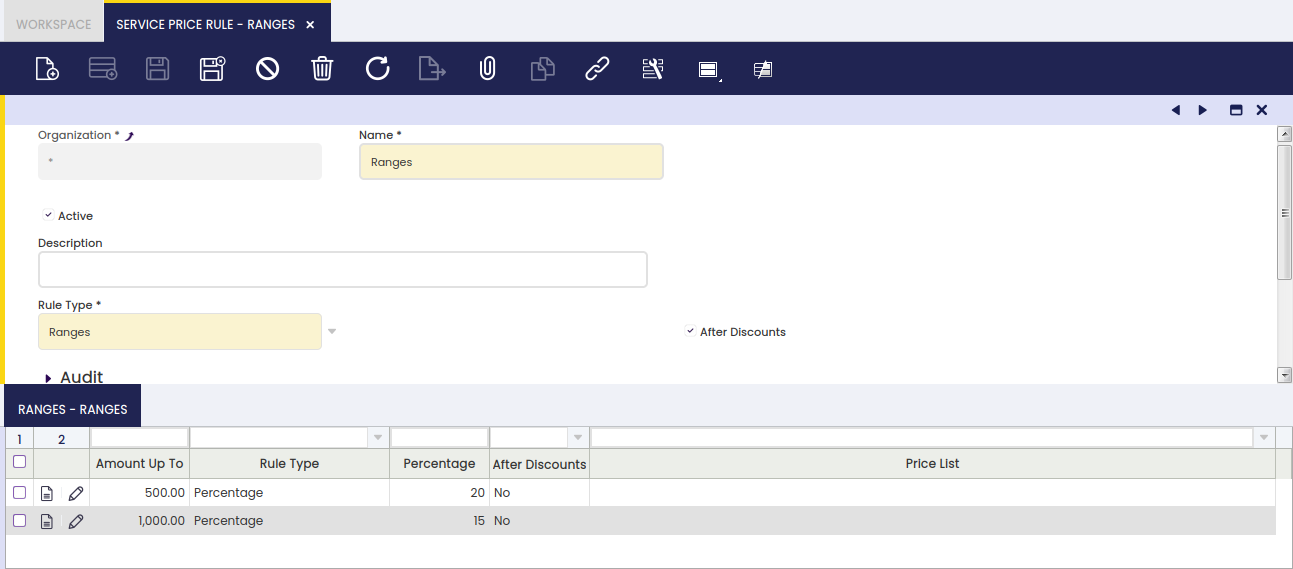 WORKSPACE SERVICE PRICE RULE - RANGES
Organization * Name *
* Ranges
Active
Description
Rule Type *
Ranges After Discounts
Audit
RANGES - RANGES
1 2
Amount Up To Rule Type Percentage After Discounts Price List
500.00 Percentage 20 No
1,000.00 Percentage 15 No